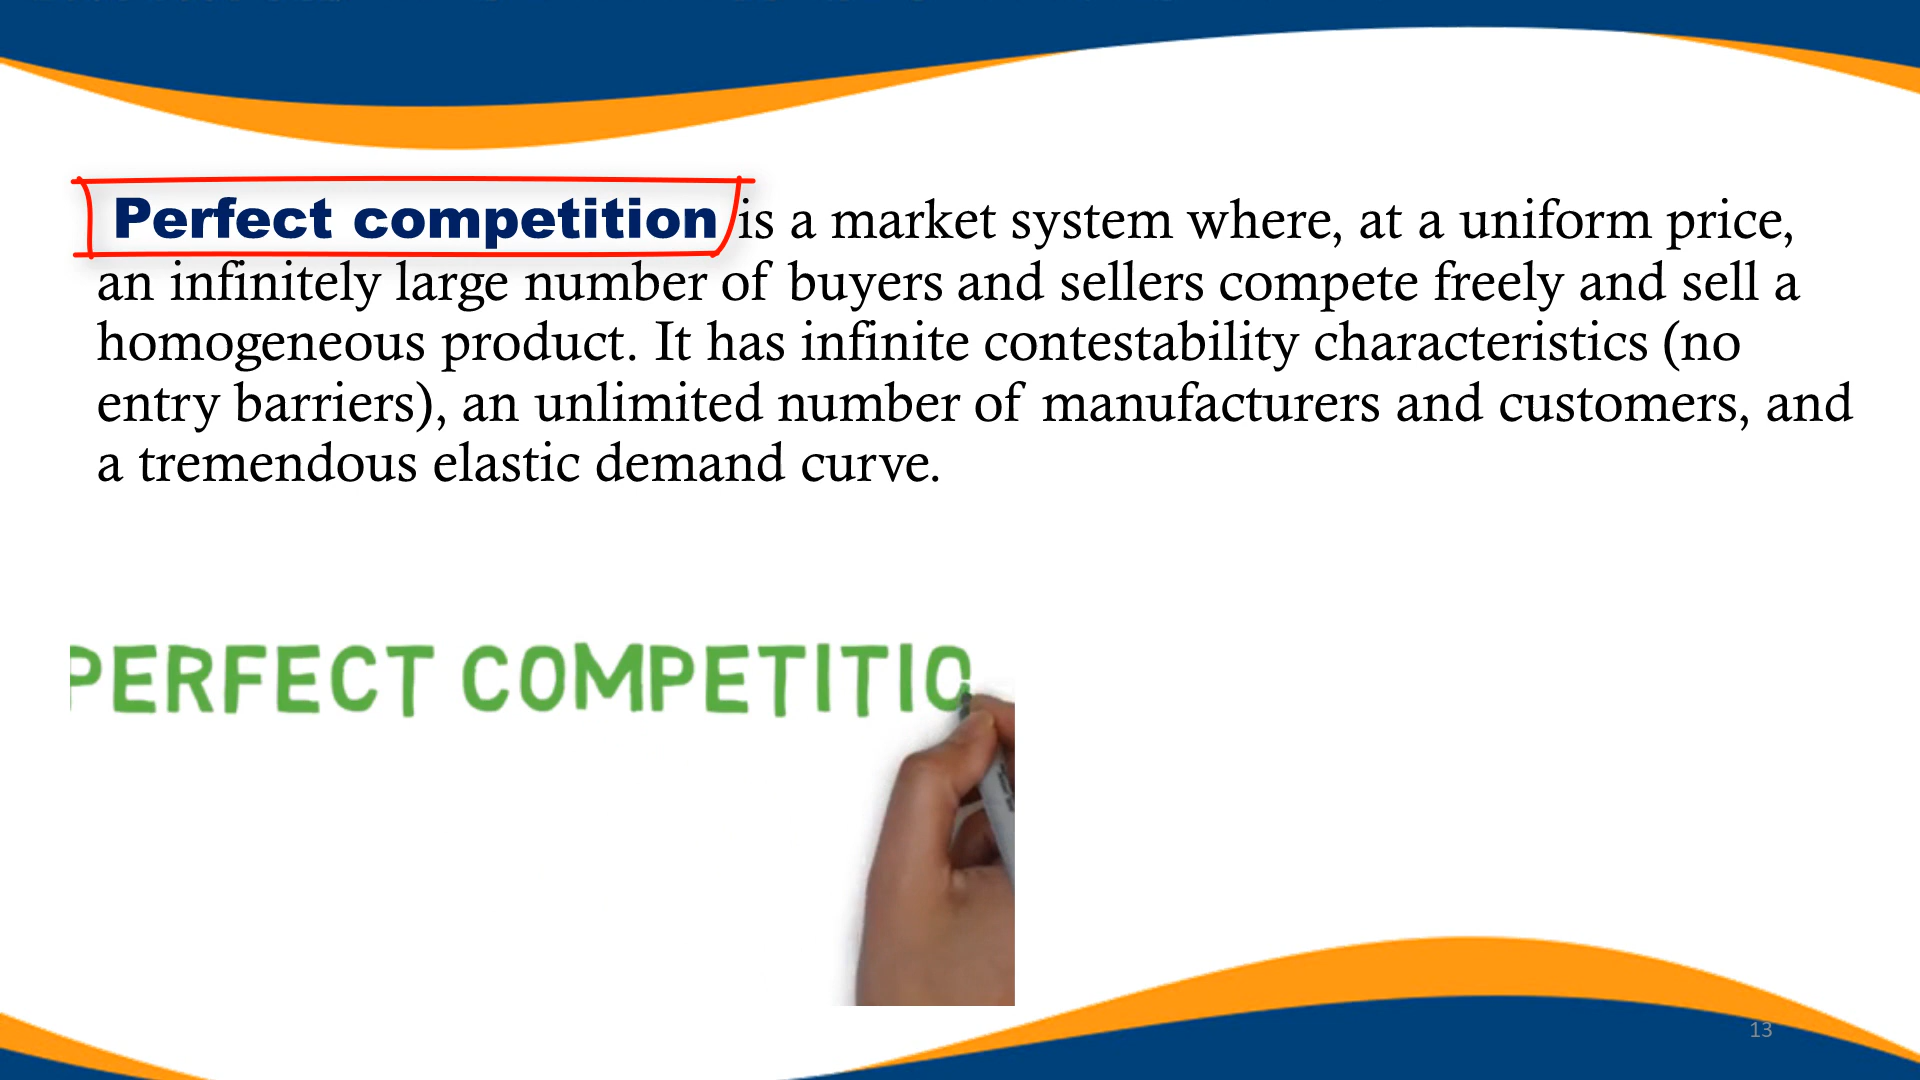 Perfect competition is a market system where, at a uniform price,
an infinitely large number of buyers and sellers compete freely and sell a
homogeneous product. It has infinite contestability characteristics (no
entry barriers), an unlimited number of manufacturers and customers, and
a tremendous elastic demand curve.
PERFECT COMPETITIO
13